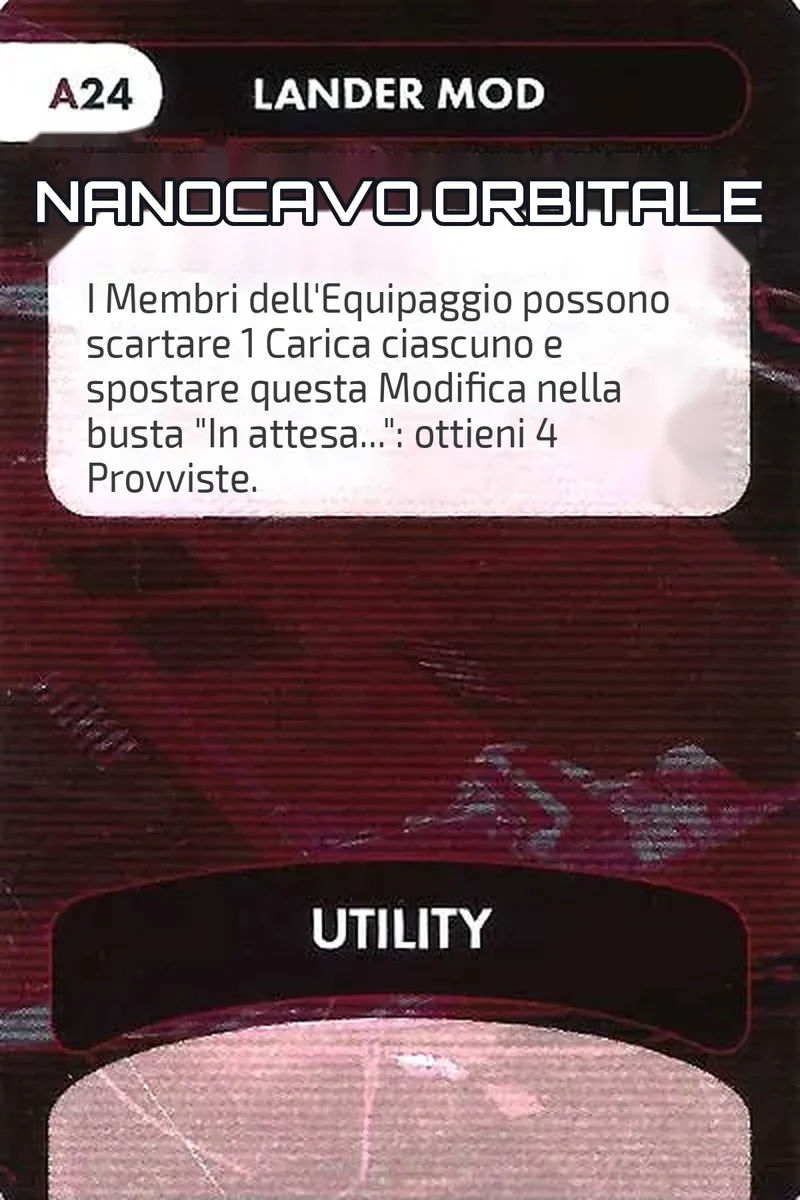 A24
LANDER MOD
NANOCAVO ORBITALE
I Membri dell'Equipaggio possono
scartare 1 Carica ciascuno e
spostare questa Modifica nella
busta "In attesa...": ottieni 4
Provviste.
UTILITY